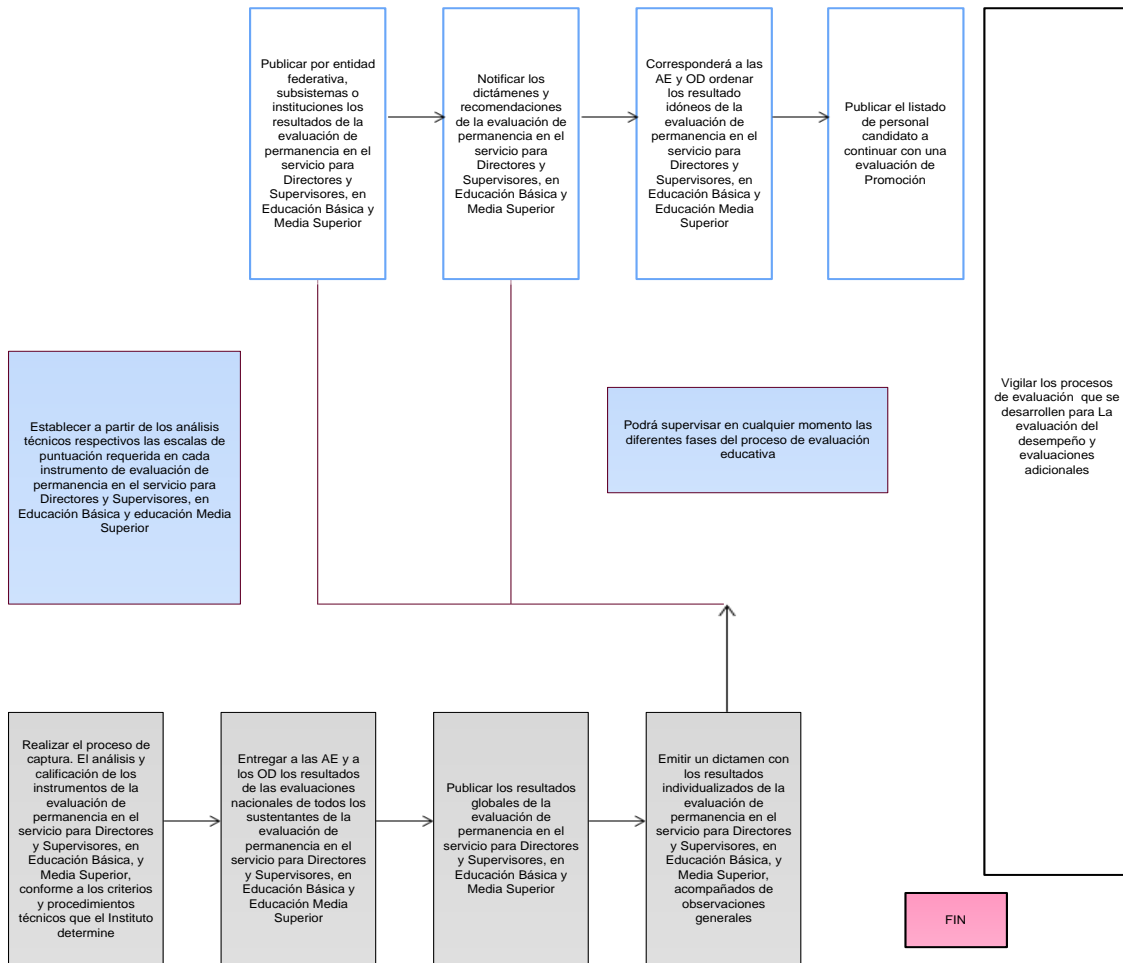 Publicar por entidad
federativa,
subsistemas o
instituciones los
resultados de la
evaluación de
permanencia en el
servicio para
Directores y
Supervisores, en
Educación Básica y
Media Superior
Notificar los
dictámenes y
recomendaciones de
la evaluación de
permanencia en el
servicio para
Directores y
Supervisores, en
Educación Básica y
Media Superior
Corresponderá a las
AE y OD ordenar
los resultado
idóneos de la
evaluación de
permanencia en el
servicio para
Directores y
Supervisores, en
Educación Básica y
Educación Media
Superior
Publicar el listado
de personal
candidato a
continuar con una
evaluación de
Promoción
Vigilar los procesos
de evaluación  que se
desarrollen para La
evaluación del
desempeño y
evaluaciones
adicionales
Establecer a partir de los análisis
técnicos respectivos las escalas de
puntuación requerida en cada
instrumento de evaluación de
permanencia en el servicio para
Directores y Supervisores, en
Educación Básica y educación Media
Superior
Podrá supervisar en cualquier momento las
diferentes fases del proceso de evaluación
educativa
Realizar el proceso de
captura. El análisis y
calificación de los
instrumentos de la
evaluación de
permanencia en el
servicio para Directores
y Supervisores, en
Educación Básica, y
Media Superior,
conforme a los criterios
y procedimientos
técnicos que el Instituto
determine
Entregar a las AE y a
los OD los resultados
de las evaluaciones
nacionales de todos los
sustentantes de la
evaluación de
permanencia en el
servicio para Directores
y Supervisores, en
Educación Básica y
Educación Media
Superior
Publicar los resultados
globales de la
evaluación de
permanencia en el
servicio para Directores
y Supervisores, en
Educación Básica y
Media Superior
Emitir un dictamen con
los resultados
individualizados de la
evaluación de
permanencia en el
servicio para Directores
y Supervisores, en
Educación Básica, y
Media Superior,
acompañados de
observaciones
generales
FIN